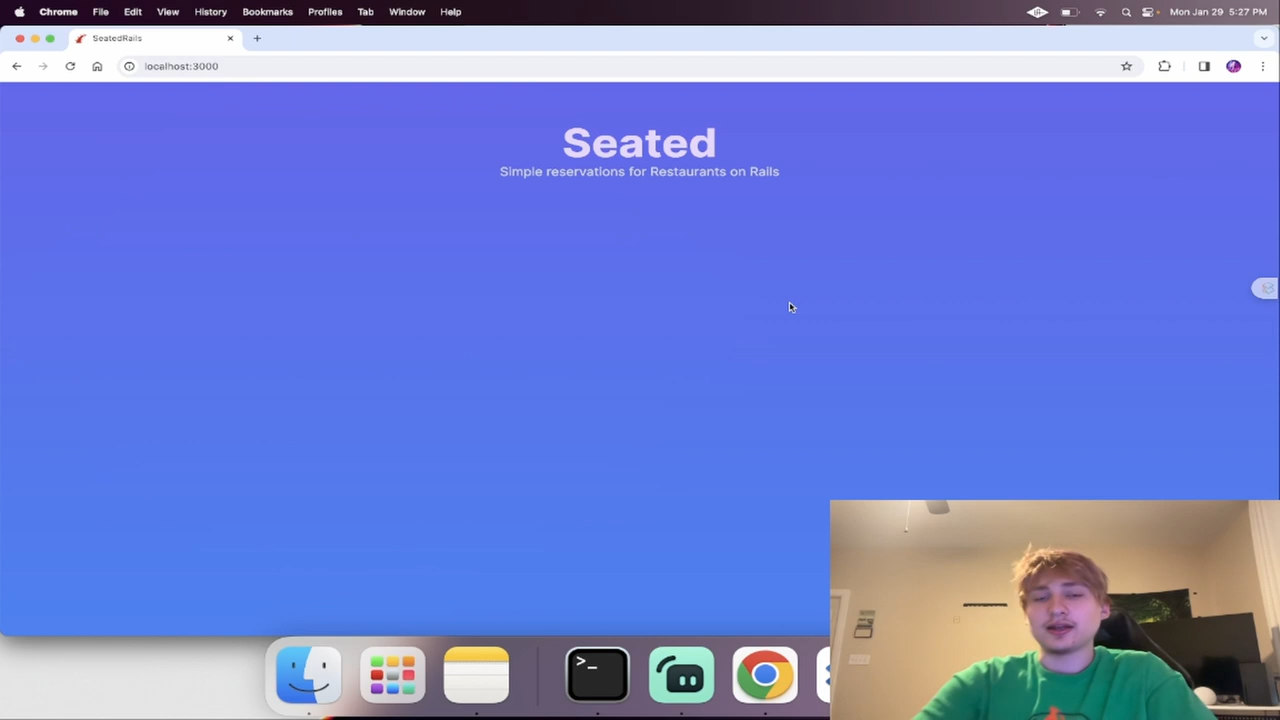 Chrome File Edit View History Bookmarks Profiles Tab Window Help Mon Jan 29 5:27 PM
SeatedRails
localhost:3000
Seated
Simple reservations for Restaurants on Rails
>_